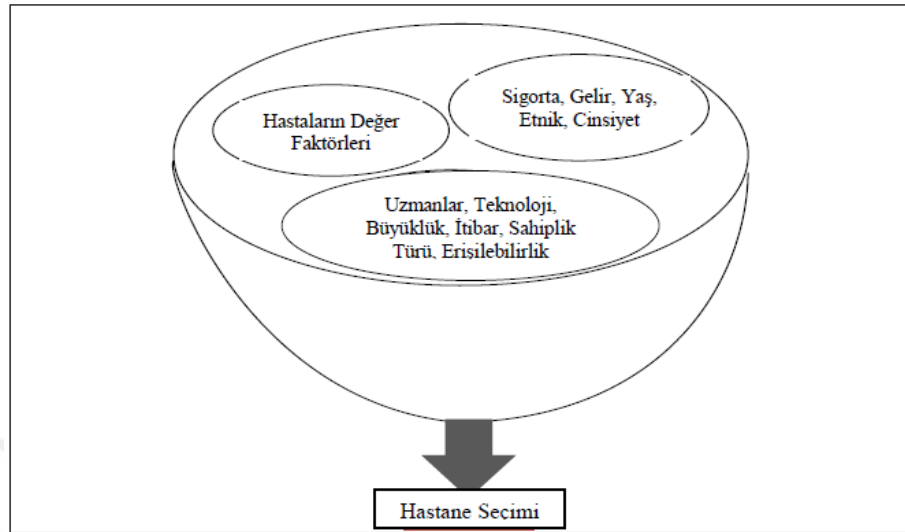 Hastaların Değer
Faktörleri
Sigorta, Gelir, Yaş,
Etnik, Cinsiyet
Uzmanlar, Teknoloji,
Büyüklük, İtibar, Sahiplik
Türü, Erişilebilirlik
Hastane Seçimi